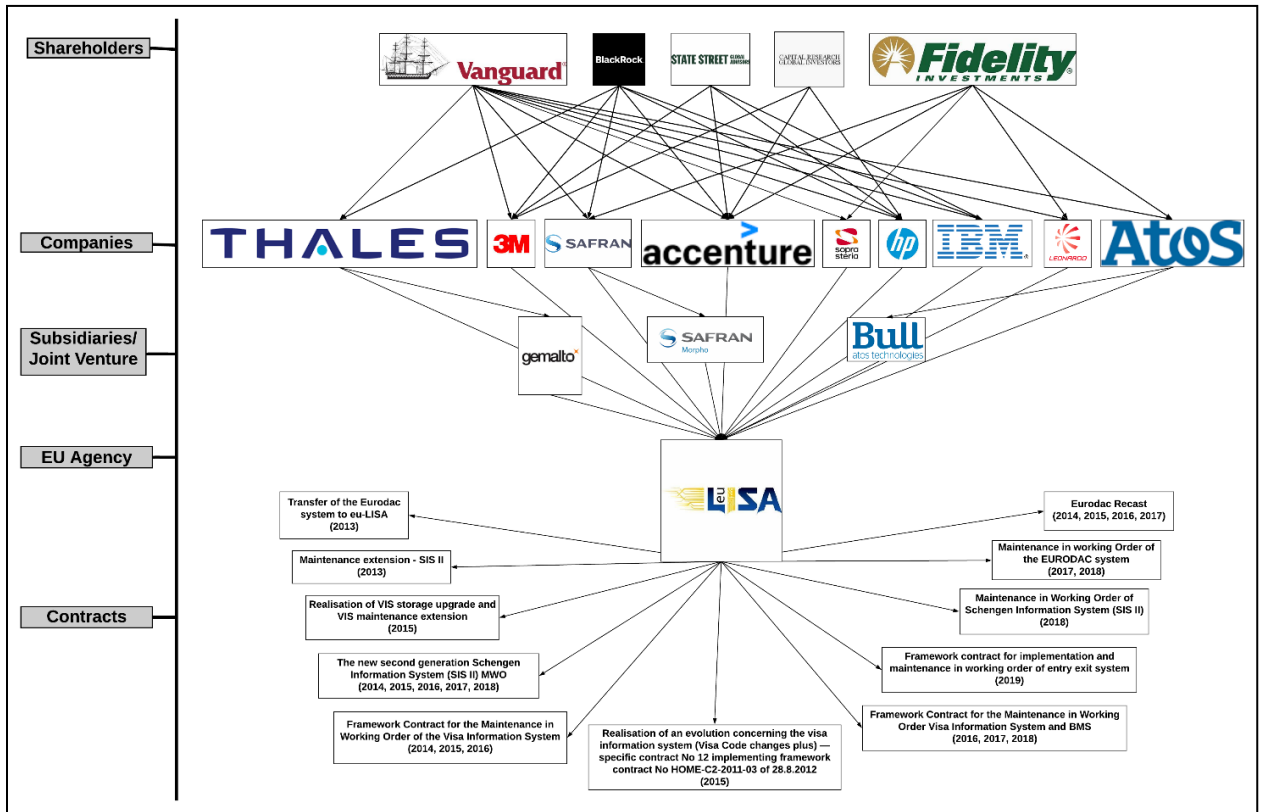 Shareholders
Vanguard®
BlackRock
STATE STREET GLOBAL
ADVISORS
CAPITAL RESEARCH
GLOBAL INVESTORS
Fidelity®
INVESTMENTS
Companies
THALES
3M
SAFRAN
accenture
sopra
steria
hp
IBM®
LEONARDO
Atos
Subsidiaries/
Joint Venture
gemalto
SAFRAN
Morpho
Bull
atos technologies
EU Agency
eu
LISA
Contracts
Transfer of the Eurodac
system to eu-LISA
(2013)
Maintenance extension - SIS II
(2013)
Realisation of VIS storage upgrade and
VIS maintenance extension
(2015)
The new second generation Schengen
Information System (SIS II) MWO
(2014, 2015, 2016, 2017, 2018)
Framework Contract for the Maintenance in
Working Order of the Visa Information System
(2014, 2015, 2016)
Realisation of an evolution concerning the visa
information system (Visa Code changes plus) —
specific contract No 12 implementing framework
contract No HOME-C2-2011-03 of 28.8.2012
(2015)
Eurodac Recast
(2014, 2015, 2016, 2017)
Maintenance in working Order of
the EURODAC system
(2017, 2018)
Maintenance in Working Order of
Schengen Information System (SIS II)
(2018)
Framework contract for implementation and
maintenance in working order of entry exit system
(2019)
Framework Contract for the Maintenance in Working
Order Visa Information System and BMS
(2016, 2017, 2018)